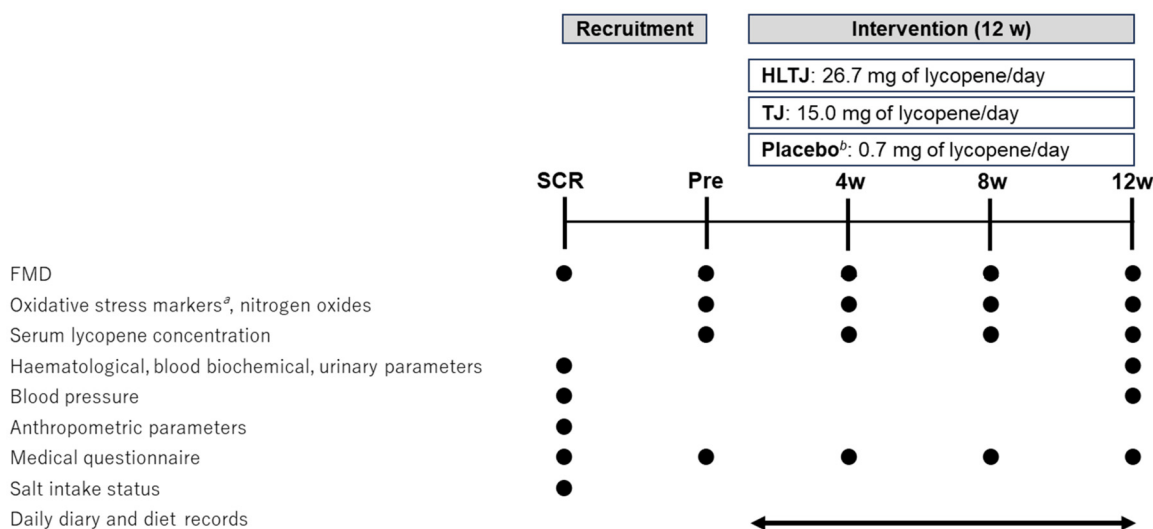 Recruitment
Intervention (12 w)
HLTJ: 26.7 mg of lycopene/day
TJ: 15.0 mg of lycopene/day
Placeboᵇ: 0.7 mg of lycopene/day
SCR Pre 4w 8w 12w
FMD
Oxidative stress markersᵃ, nitrogen oxides
Serum lycopene concentration
Haematological, blood biochemical, urinary parameters
Blood pressure
Anthropometric parameters
Medical questionnaire
Salt intake status
Daily diary and diet records